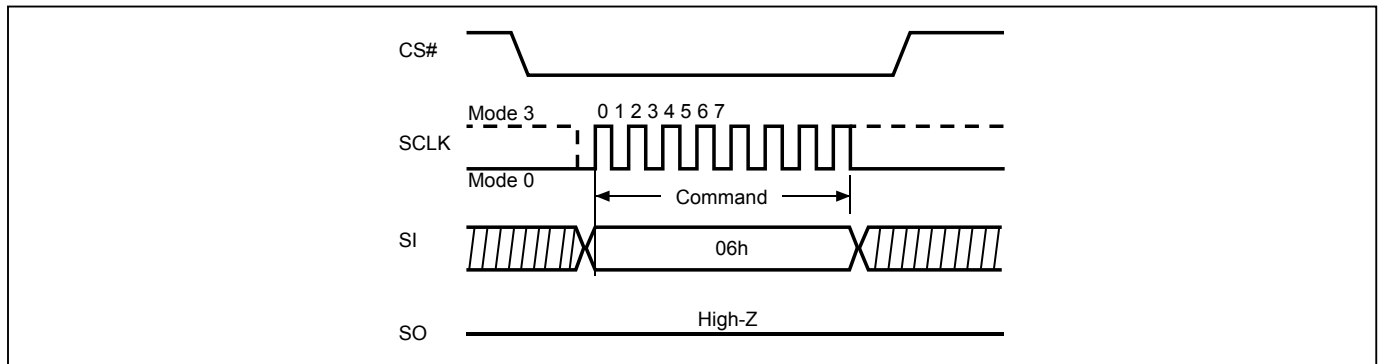 CS#
Mode 3
0 1 2 3 4 5 6 7
SCLK
Mode 0
Command
SI
06h
High-Z
SO